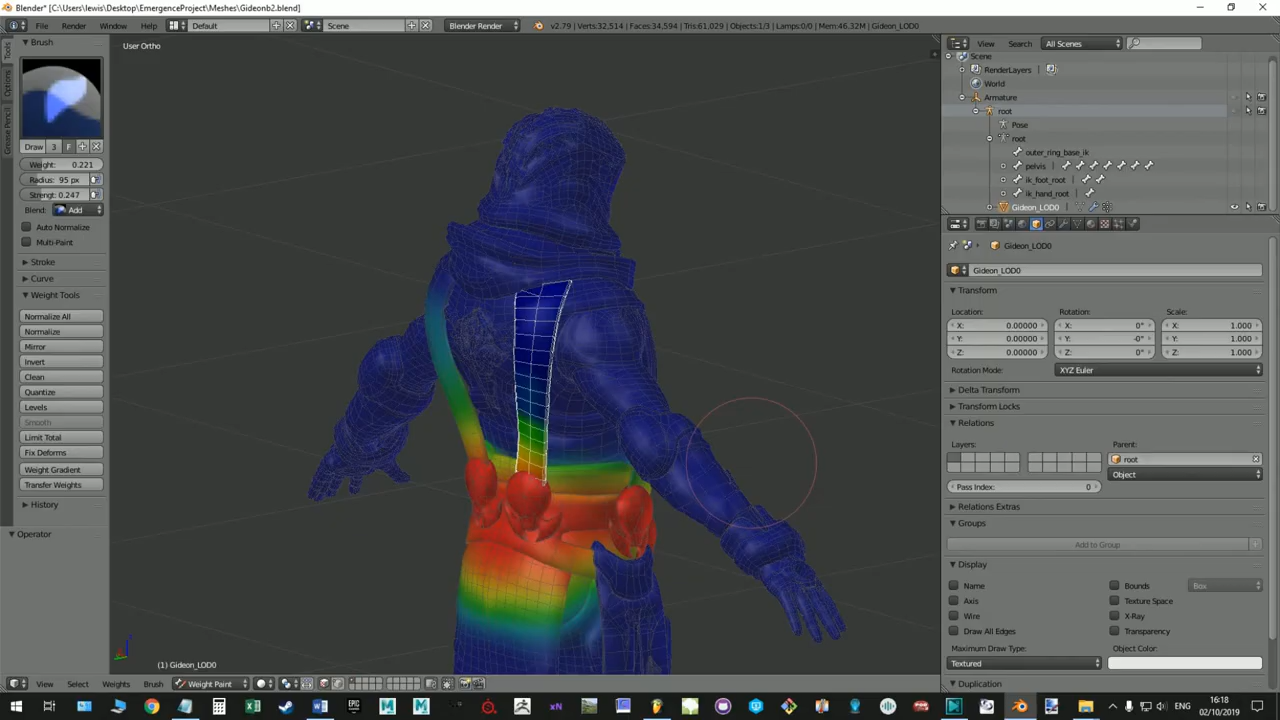 Blender* [C:\Users\lewis\Desktop\EmergenceProject\Meshes\Gideonb2.blend]
File Render Window Help Default Scene Blender Render v2.79 | Verts:32,514 | Faces:34,594 | Tris:61,029 | Objects:1/3 | Lamps:0/0 | Mem:46.32M | Gideon_LOD0
Brush
User Ortho
View Search All Scenes
Scene
RenderLayers
World
Armature
root
Pose
root
outer_ring_base_ik
pelvis
ik_foot_root
ik_hand_root
Gideon_LOD0
Tools
Options
Grease Pencil
Draw 3 F
Weight: 0.221
Radius: 95 px
Strengt: 0.247
Blend: Add
Auto Normalize
Multi-Paint
Stroke
Curve
Weight Tools
Normalize All
Normalize
Mirror
Invert
Clean
Quantize
Levels
Smooth
Limit Total
Fix Deforms
Weight Gradient
Transfer Weights
History
Operator
Gideon_LOD0
Gideon_LOD0
Transform
Location: Rotation: Scale:
X: 0.00000 X: 0° X: 1.000
Y: 0.00000 Y: -0° Y: 1.000
Z: 0.00000 Z: 0° Z: 1.000
Rotation Mode: XYZ Euler
Delta Transform
Transform Locks
Relations
Layers: Parent:
root
Object
Pass Index: 0
Relations Extras
Groups
Add to Group
Display
Name Bounds Box
Axis Texture Space
Wire X-Ray
Draw All Edges Transparency
Maximum Draw Type: Object Color:
Textured
Duplication
(1) Gideon_LOD0
View Select Weights Brush Weight Paint
ENG
16:18
02/10/2019